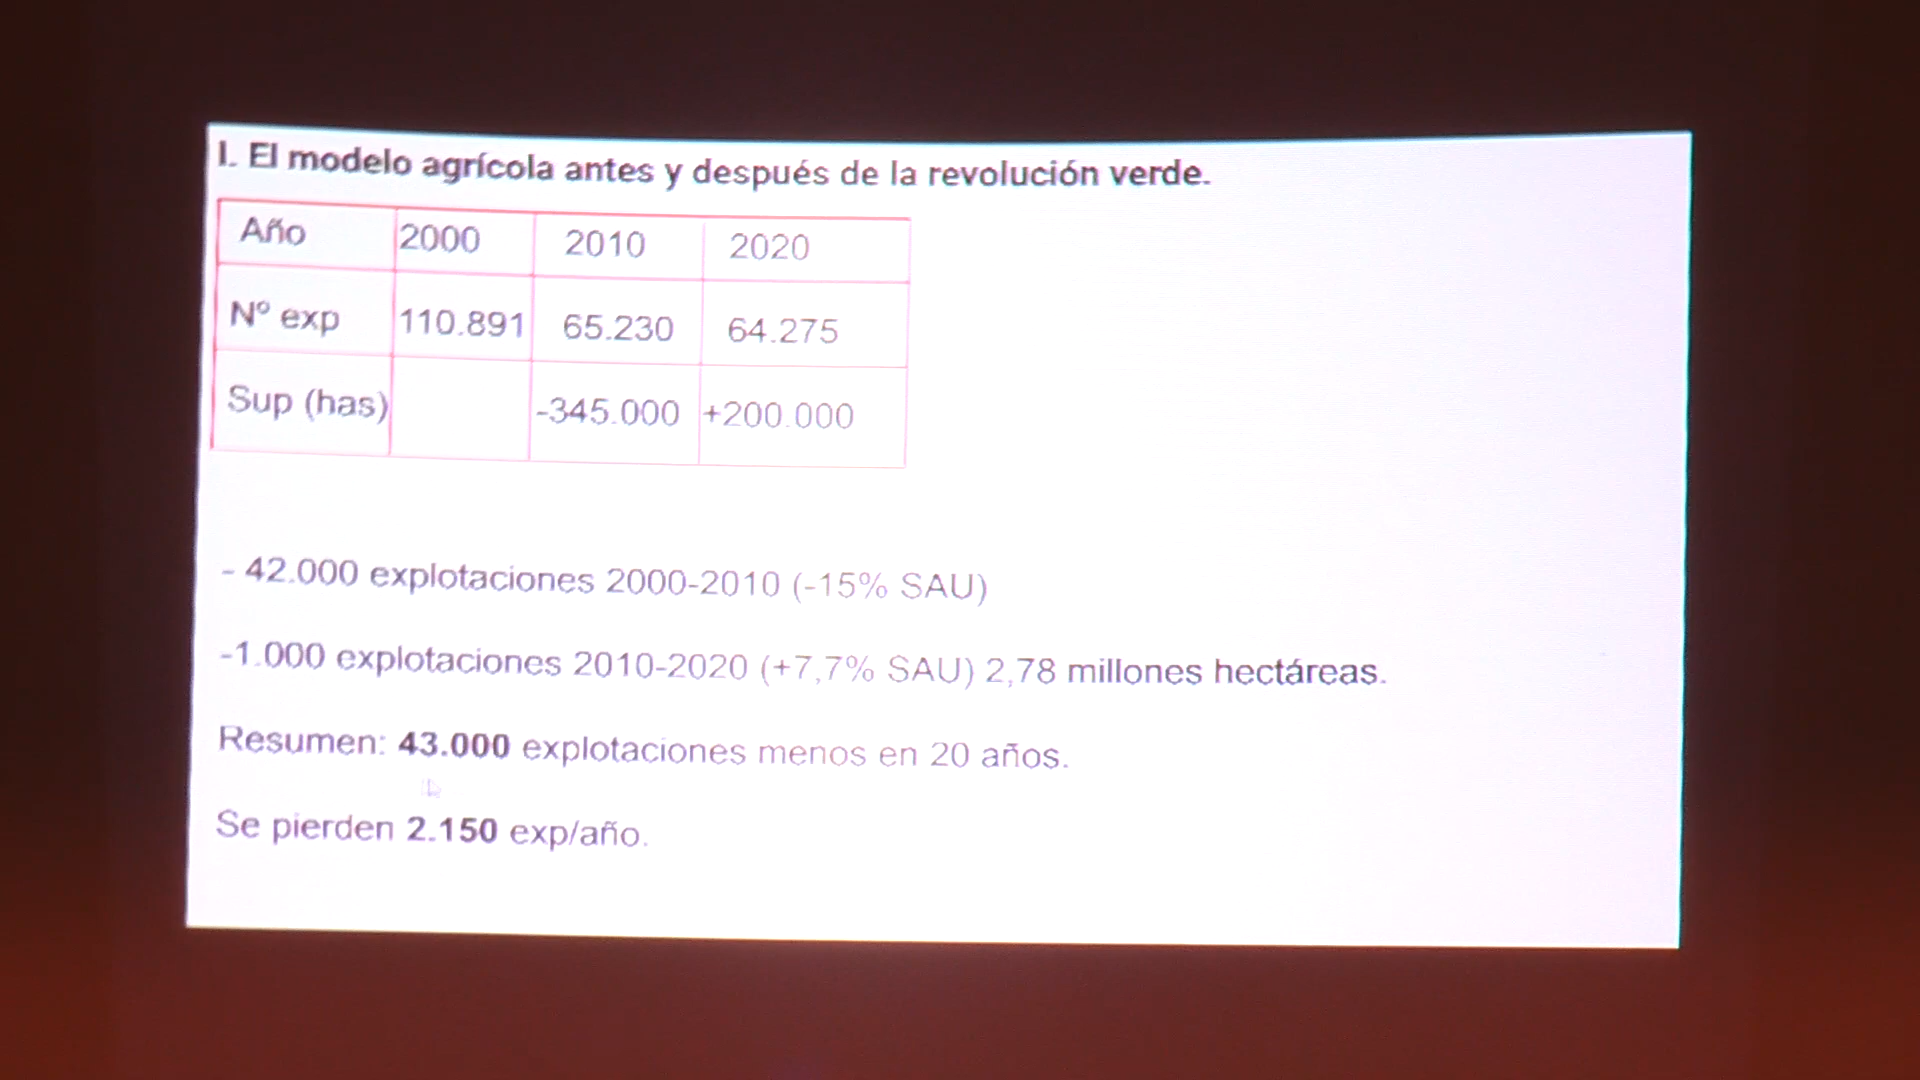 I. El modelo agrícola antes y después de la revolución verde.
Año 2000 2010 2020
Nº exp 110.891 65.230 64.275
Sup (has) -345.000 +200.000
- 42.000 explotaciones 2000-2010 (-15% SAU)
-1.000 explotaciones 2010-2020 (+7,7% SAU) 2,78 millones hectáreas.
Resumen: 43.000 explotaciones menos en 20 años.
Se pierden 2.150 exp/año.